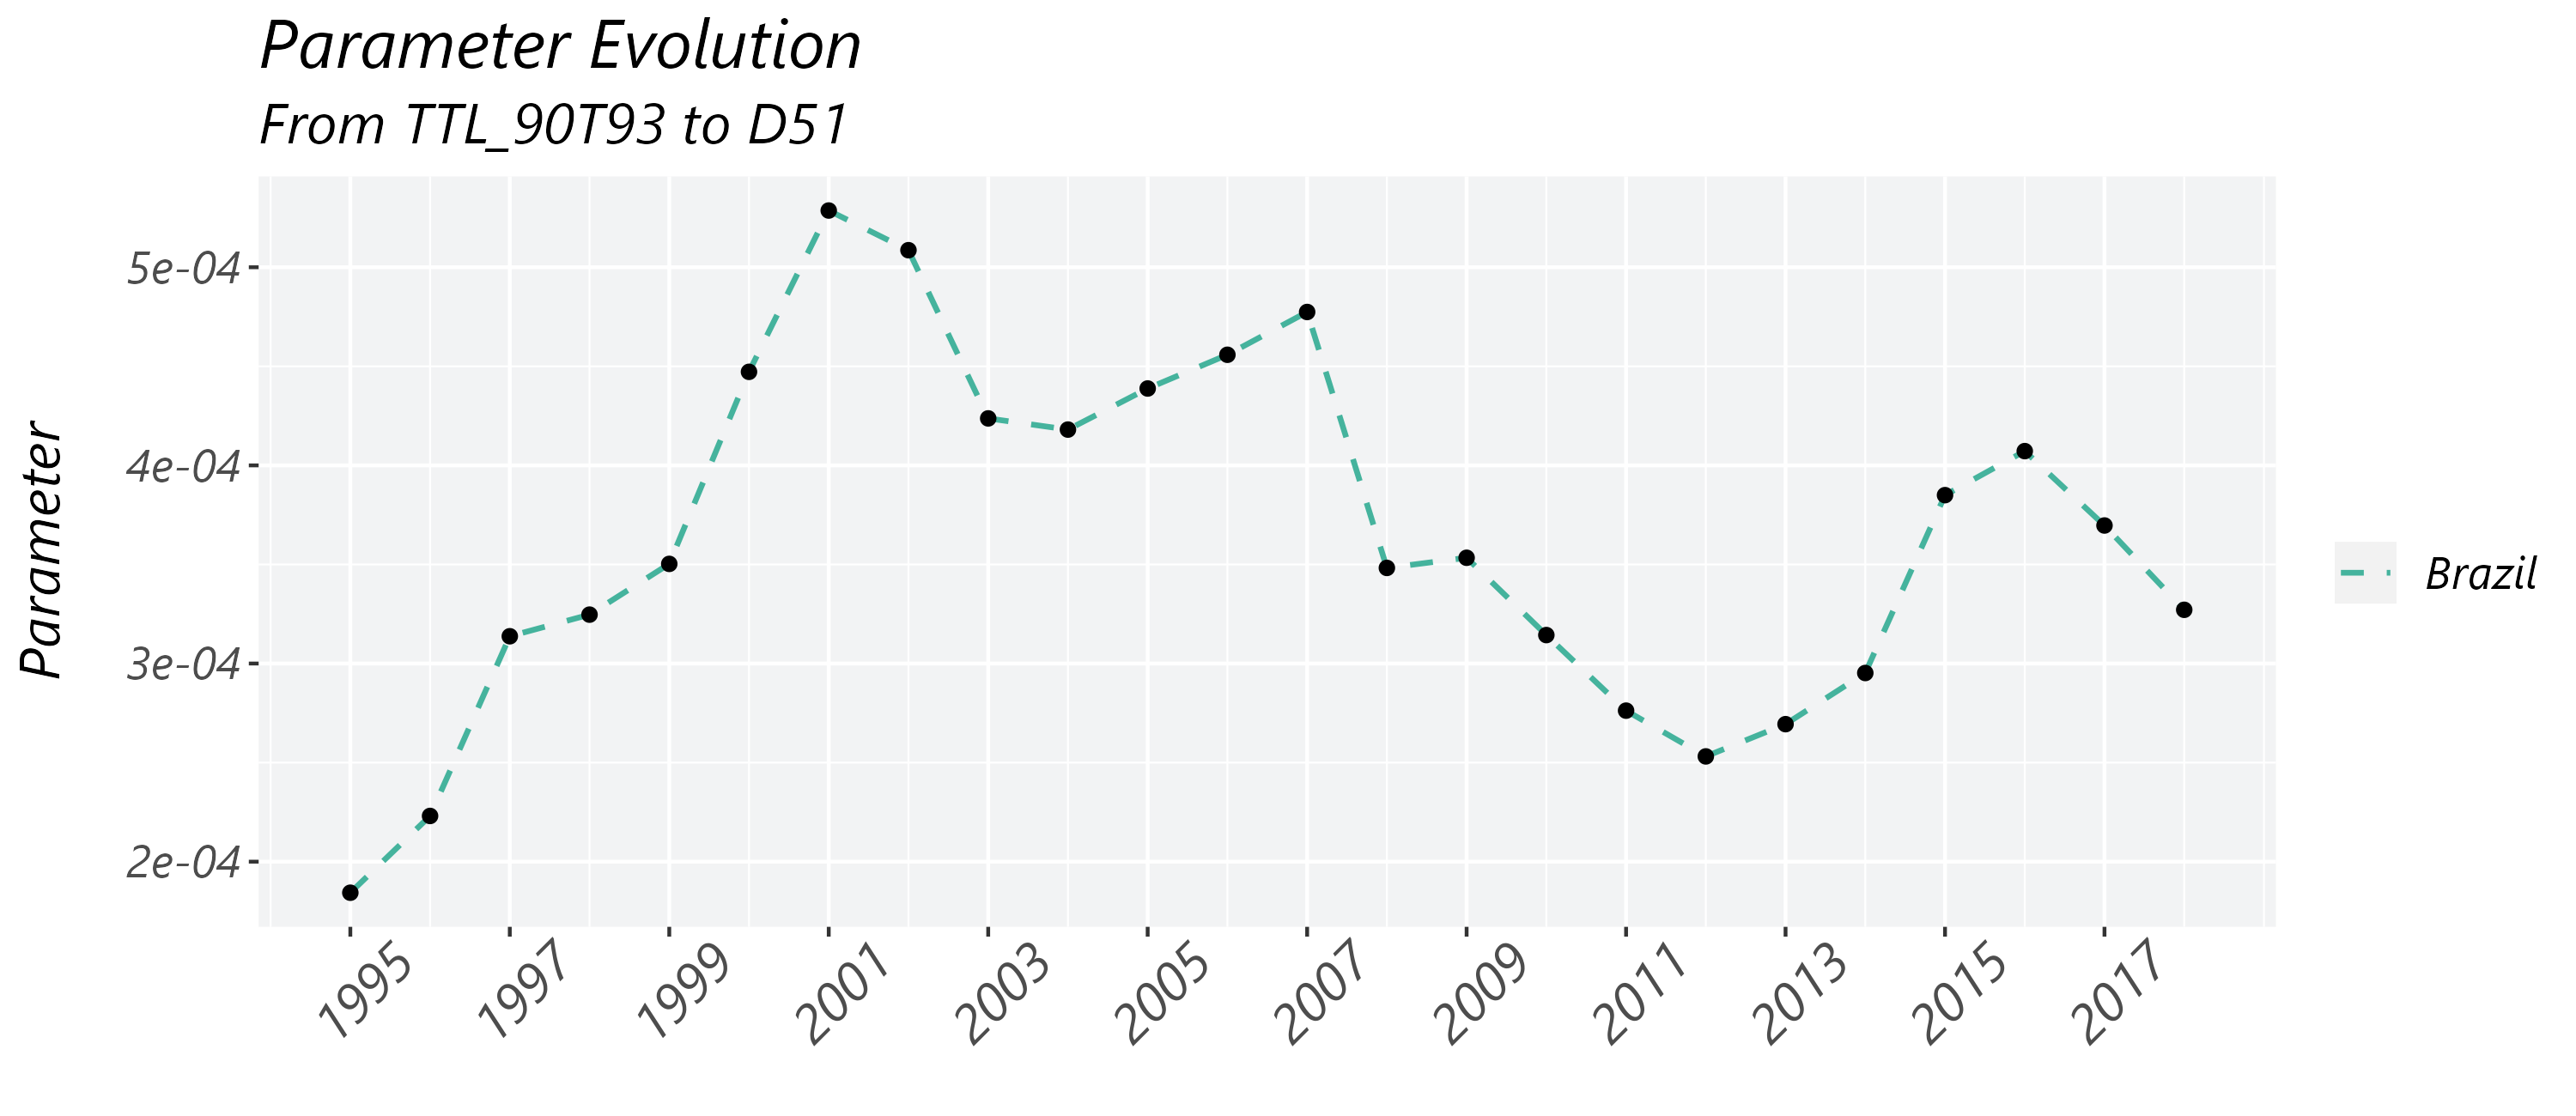 Parameter Evolution
From TTL_90T93 to D51
Parameter
5e-04
4e-04
3e-04
2e-04
1995
1997
1999
2001
2003
2005
2007
2009
2011
2013
2015
2017
Brazil